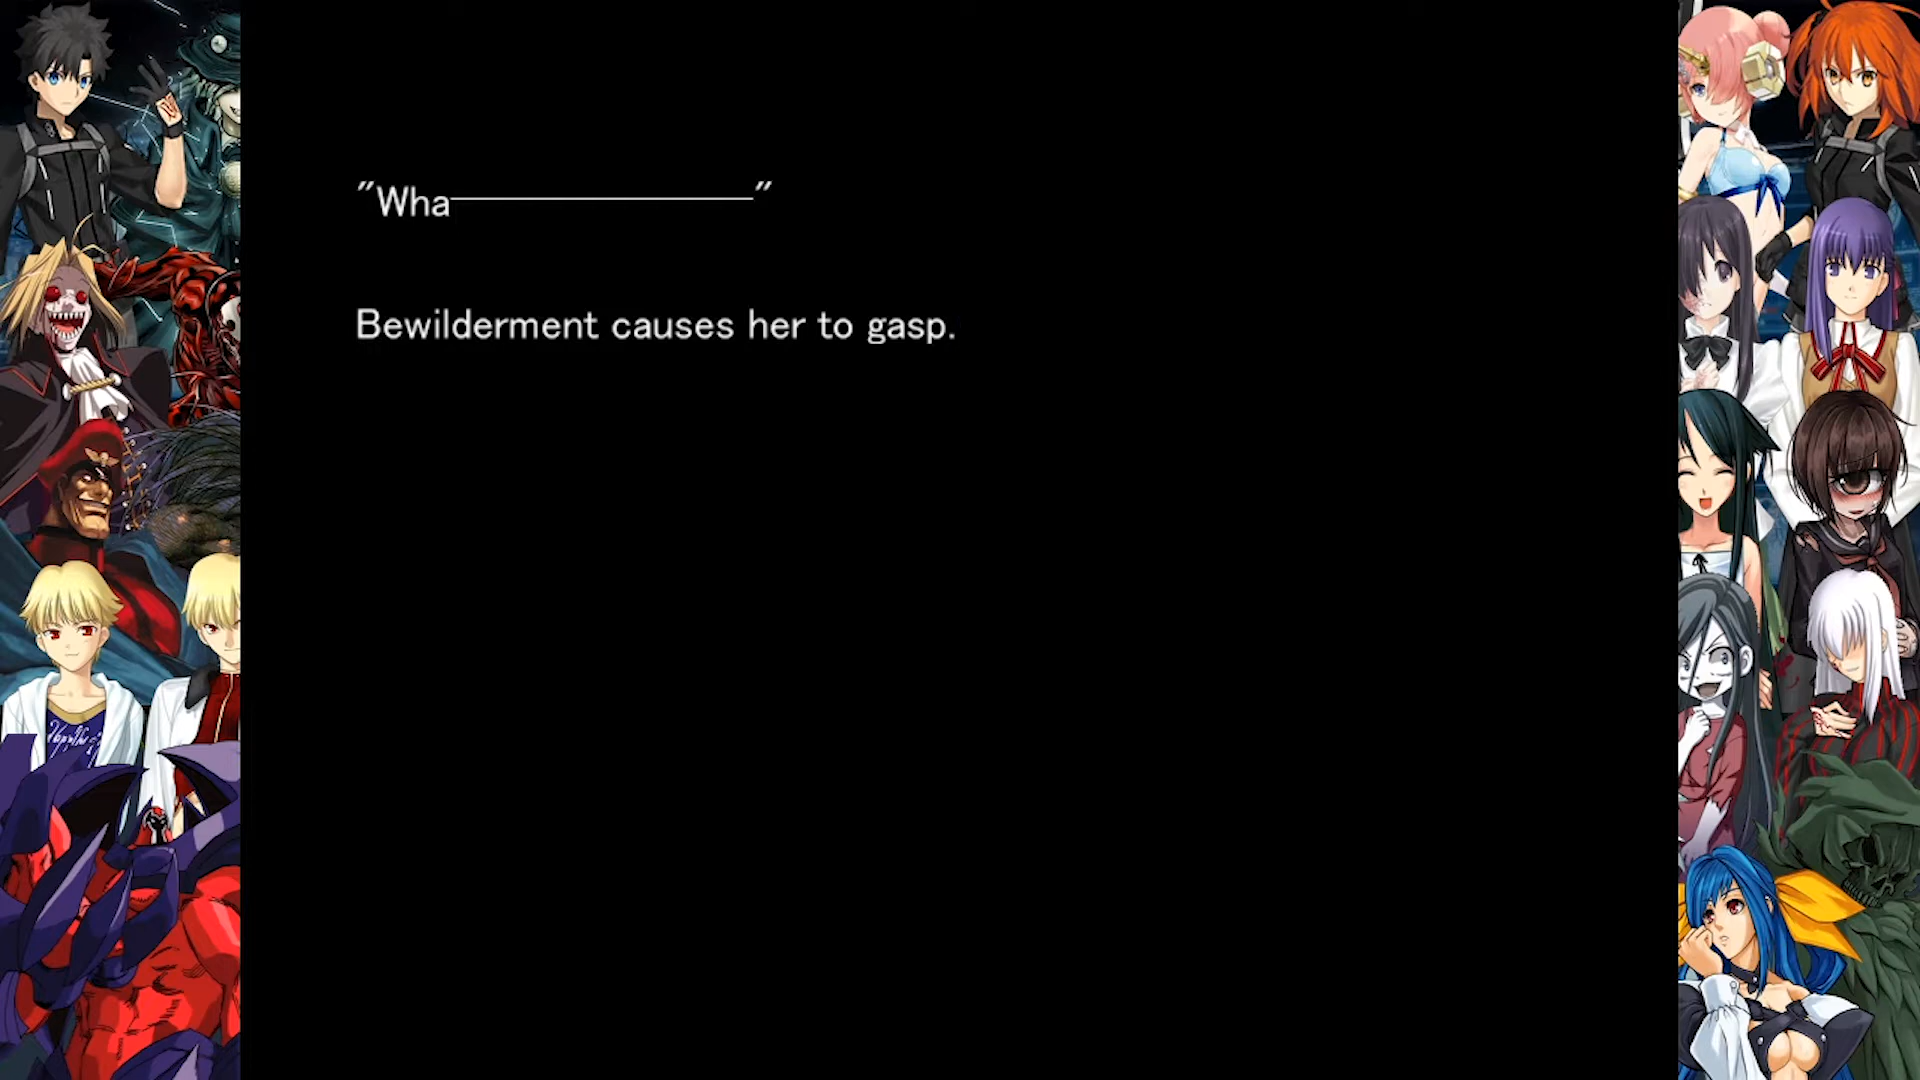 "Wha――――――――"
Bewilderment causes her to gasp.